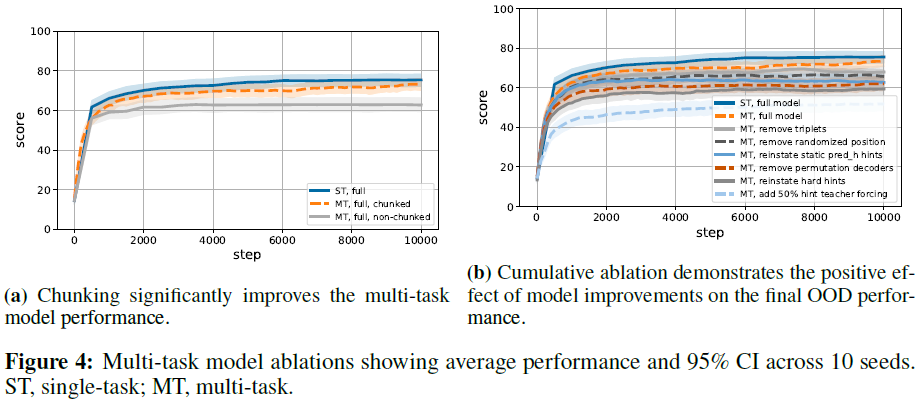 100
80
60
40
20
0
score
0
2000
4000
6000
8000
10000
step
ST, full
MT, full, chunked
MT, full, non-chunked
(a) Chunking significantly improves the multi-task
model performance.
100
80
60
40
20
0
score
0
2000
4000
6000
8000
10000
step
ST, full model
MT, full model
MT, remove triplets
MT, remove randomized position
MT, reinstate static pred_h hints
MT, remove permutation decoders
MT, reinstate hard hints
MT, add 50% hint teacher forcing
(b) Cumulative ablation demonstrates the positive ef-
fect of model improvements on the final OOD perfor-
mance.
Figure 4: Multi-task model ablations showing average performance and 95% CI across 10 seeds.
ST, single-task; MT, multi-task.